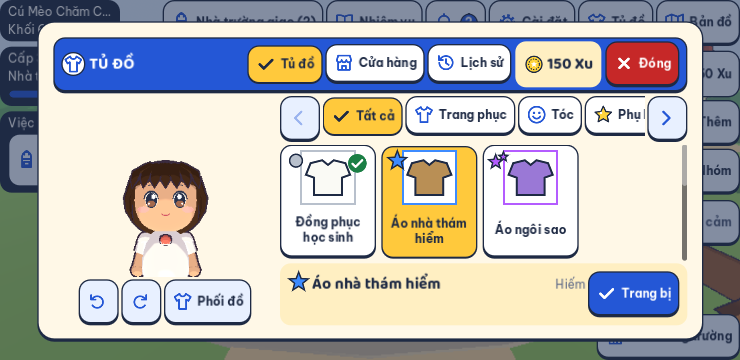 Cú Mèo Chăm C...
Nhà trường giao (2)
Nhiệm vụ
Cài đặt
Tủ đồ
Bản đồ
Khối
Cấp
Nhà t
Việc
TỦ ĐỒ
Tủ đồ
Cửa hàng
Lịch sử
150 Xu
Đóng
50 Xu
Tất cả
Trang phục
Tóc
Phụ
Thêm
Nhóm
cảm
Đồng phục
học sinh
Áo nhà thám
hiểm
Áo ngôi sao
Áo nhà thám hiểm
Hiếm
Trang bị
Phối đồ
trường